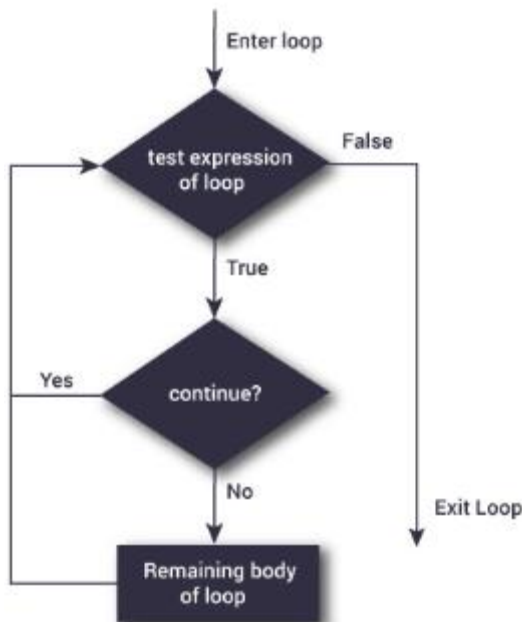 Enter loop
False
test expression
of loop
True
Yes
continue?
No
Exit Loop
Remaining body
of loop